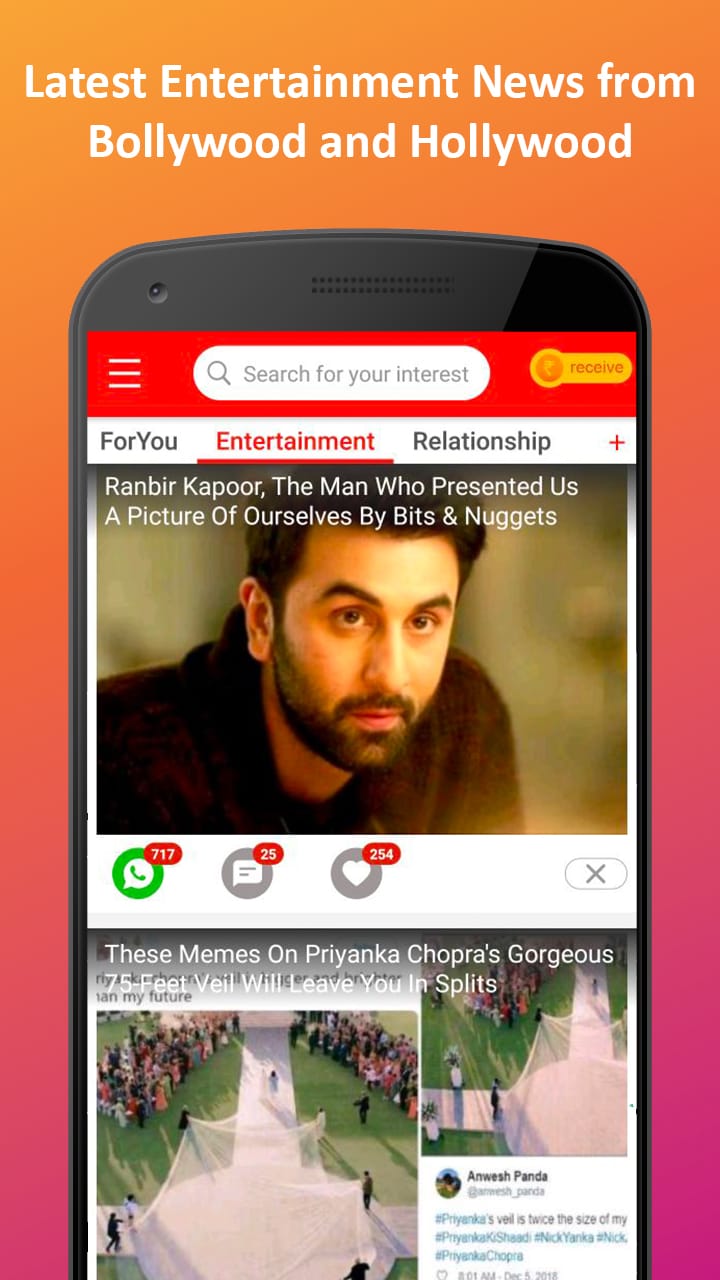 Latest Entertainment News from
Bollywood and Hollywood
Search for your interest
receive
ForYou Entertainment Relationship +
Ranbir Kapoor, The Man Who Presented Us
A Picture Of Ourselves By Bits & Nuggets
717 25 254
These Memes On Priyanka Chopra's Gorgeous
75-Feet Veil Will Leave You In Splits
my future
Anwesh Panda
@anwesh_panda
#Priyanka's veil is twice the size of my
#PriyankaKiShaadi #NickYanka #Nick
#PriyankaChopra
8:01 AM - Dec 5, 2018